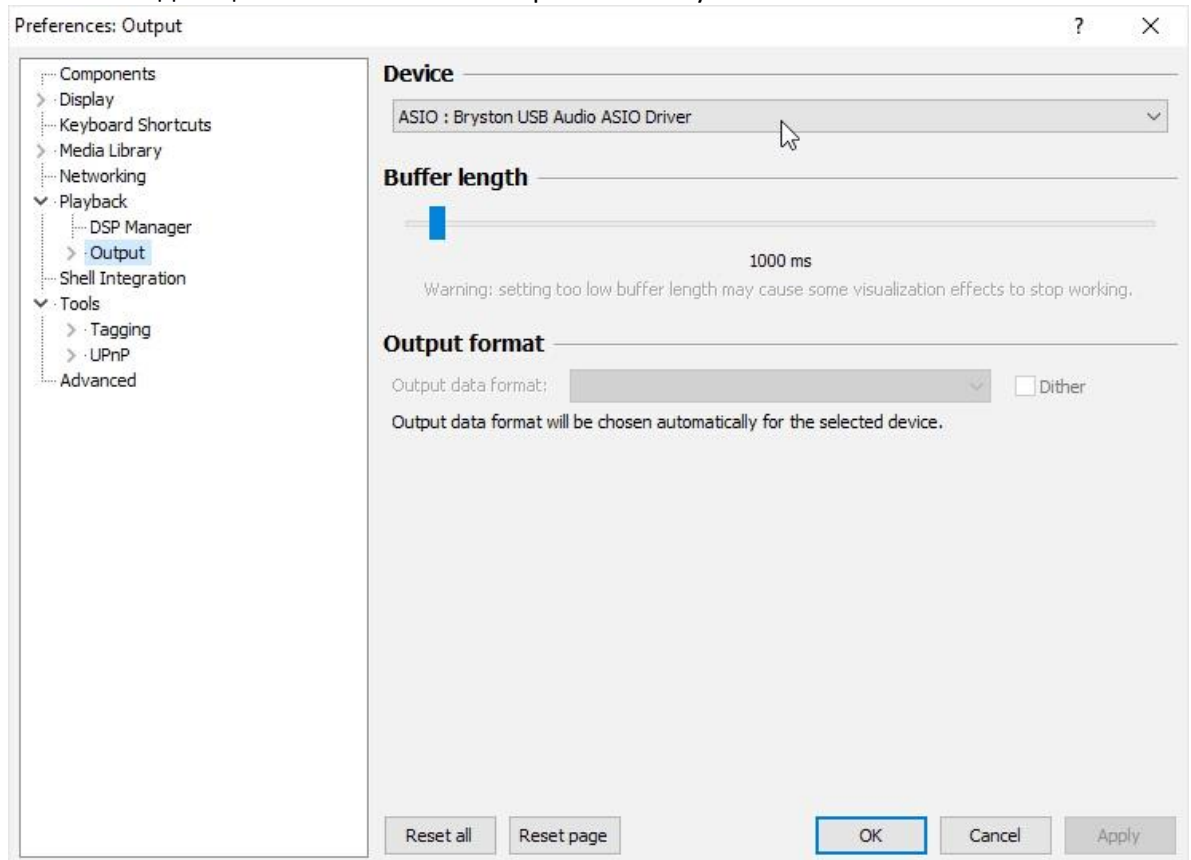 Preferences: Output
?
Components
Display
Keyboard Shortcuts
Media Library
Networking
Playback
DSP Manager
Output
Shell Integration
Tools
Tagging
UPnP
Advanced
Device
ASIO : Bryston USB Audio ASIO Driver
Buffer length
1000 ms
Warning: setting too low buffer length may cause some visualization effects to stop working.
Output format
Output data format:
Dither
Output data format will be chosen automatically for the selected device.
Reset all
Reset page
OK
Cancel
Apply